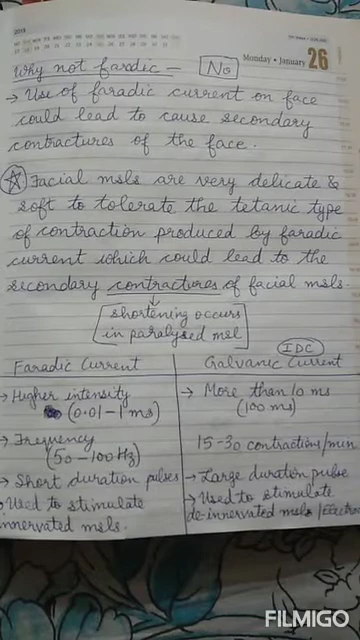 2015
Monday • January 26
Why not faradic — No
→ Use of faradic current on face
could lead to cause secondary
contractures of the face.
Facial msls are very delicate &
soft to tolerate the tetanic type
of contraction produced by faradic
current which could lead to the
secondary contractures of facial msls.
↓
shortening occurs
in paralysed msl
Faradic Current
→ Higher intensity
(0.01 – 1 ms)
→ Frequency
(50 – 100 Hz)
→ Short duration pulses
→ Used to stimulate
innervated msls.
IDC
Galvanic Current
→ More than 10 ms
(100 ms)
15-30 contractions/min
→ Large duration pulse
→ Used to stimulate
de-innervated msls
FILMIGO